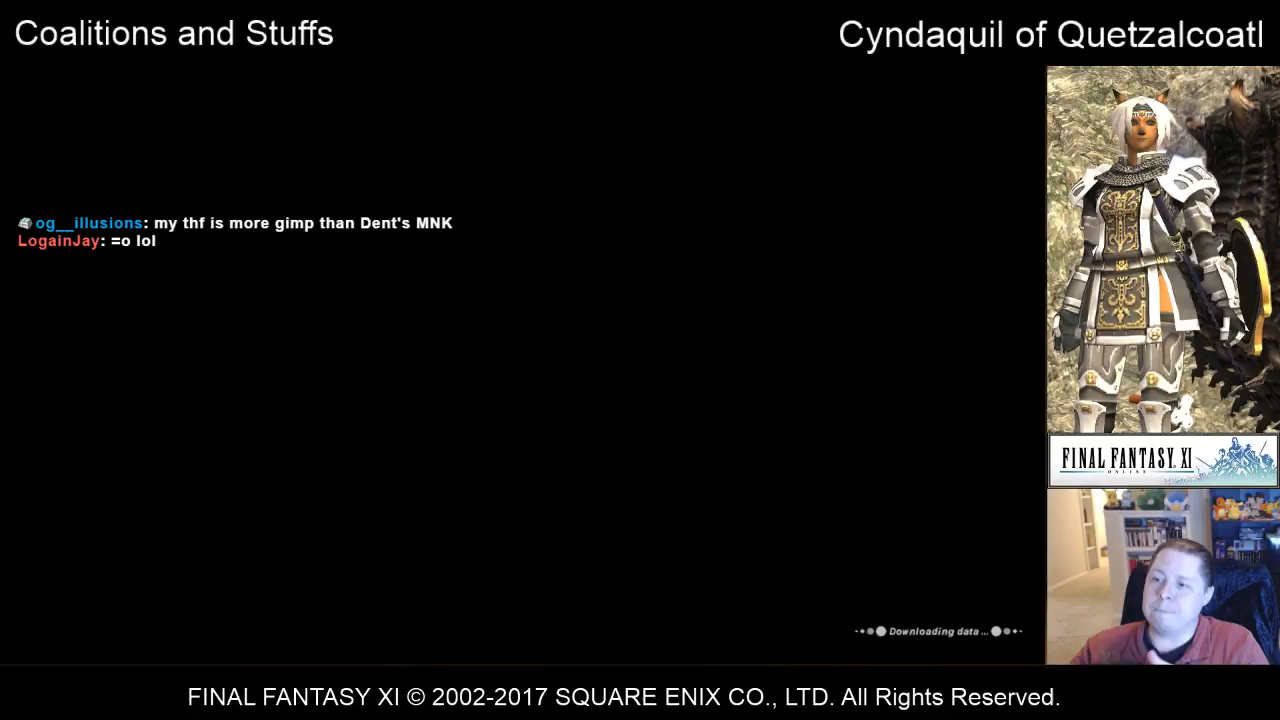 Coalitions and Stuffs
Cyndaquil of Quetzalcoatl
og__illusions: my thf is more gimp than Dent's MNK
LogainJay: =o lol
FINAL FANTASY XI
ONLINE
Downloading data ...
FINAL FANTASY XI © 2002-2017 SQUARE ENIX CO., LTD. All Rights Reserved.